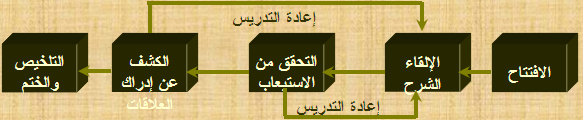 إعادة التدريس
الافتتاح
الإلقاء
الشرح
التحقق من
الاستيعاب
الكشف
عن إدراك
العلاقات
التلخيص
والختم
إعادة التدريس